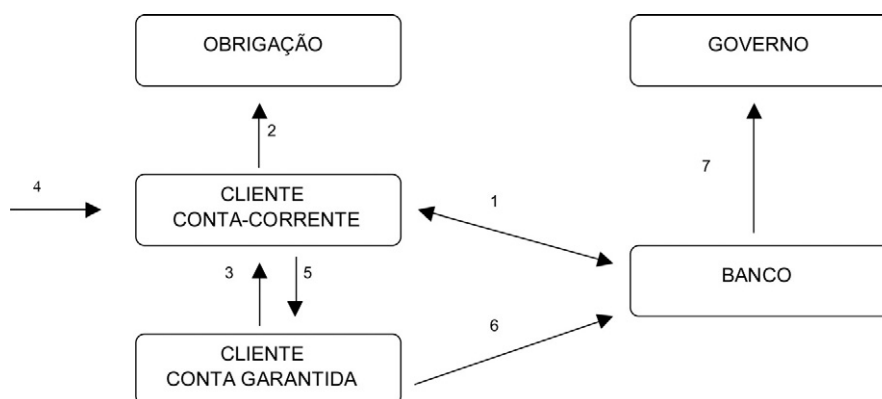 OBRIGAÇÃO
GOVERNO
2
7
4
CLIENTE
CONTA-CORRENTE
1
3
5
BANCO
6
CLIENTE
CONTA GARANTIDA